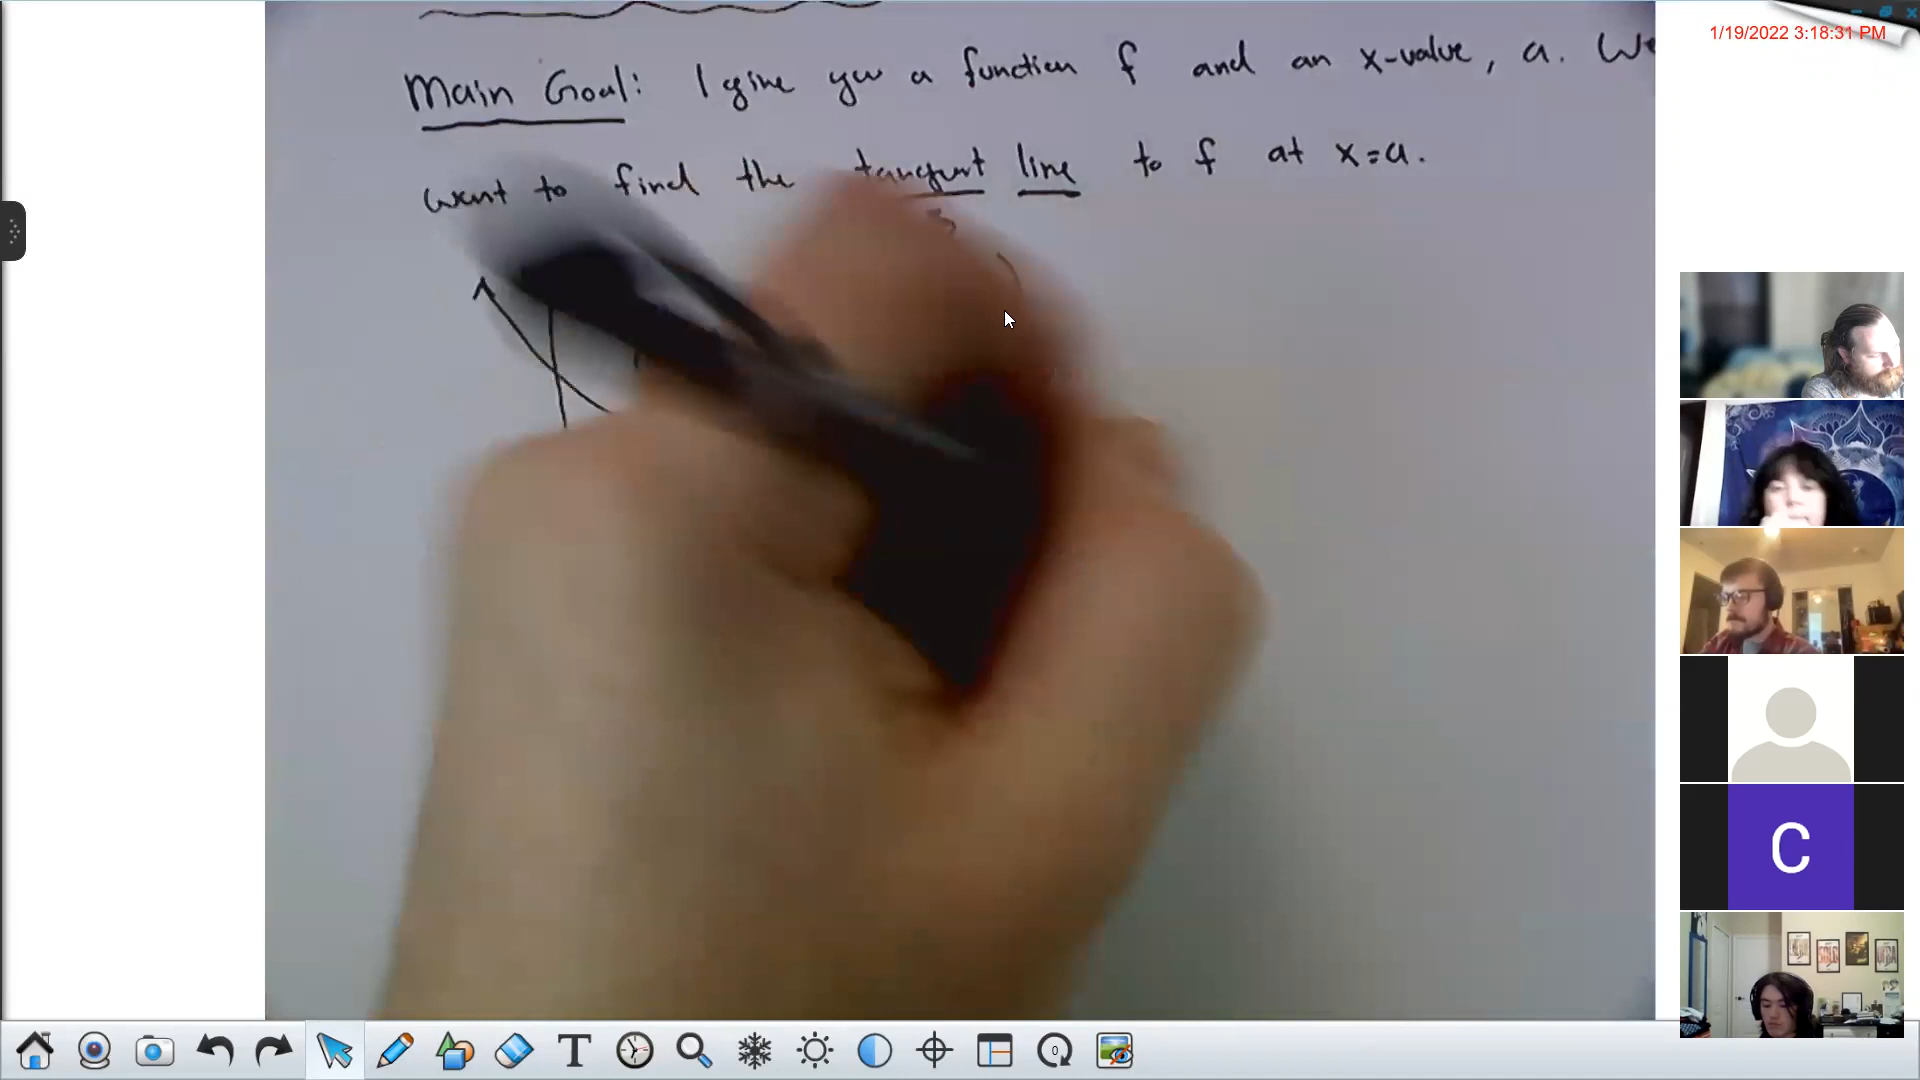 1/19/2022 3:18:31 PM
Main Goal: I give you a function f and an x-value, a. We
want to find the tangent line to f at x=a.
C
T
0